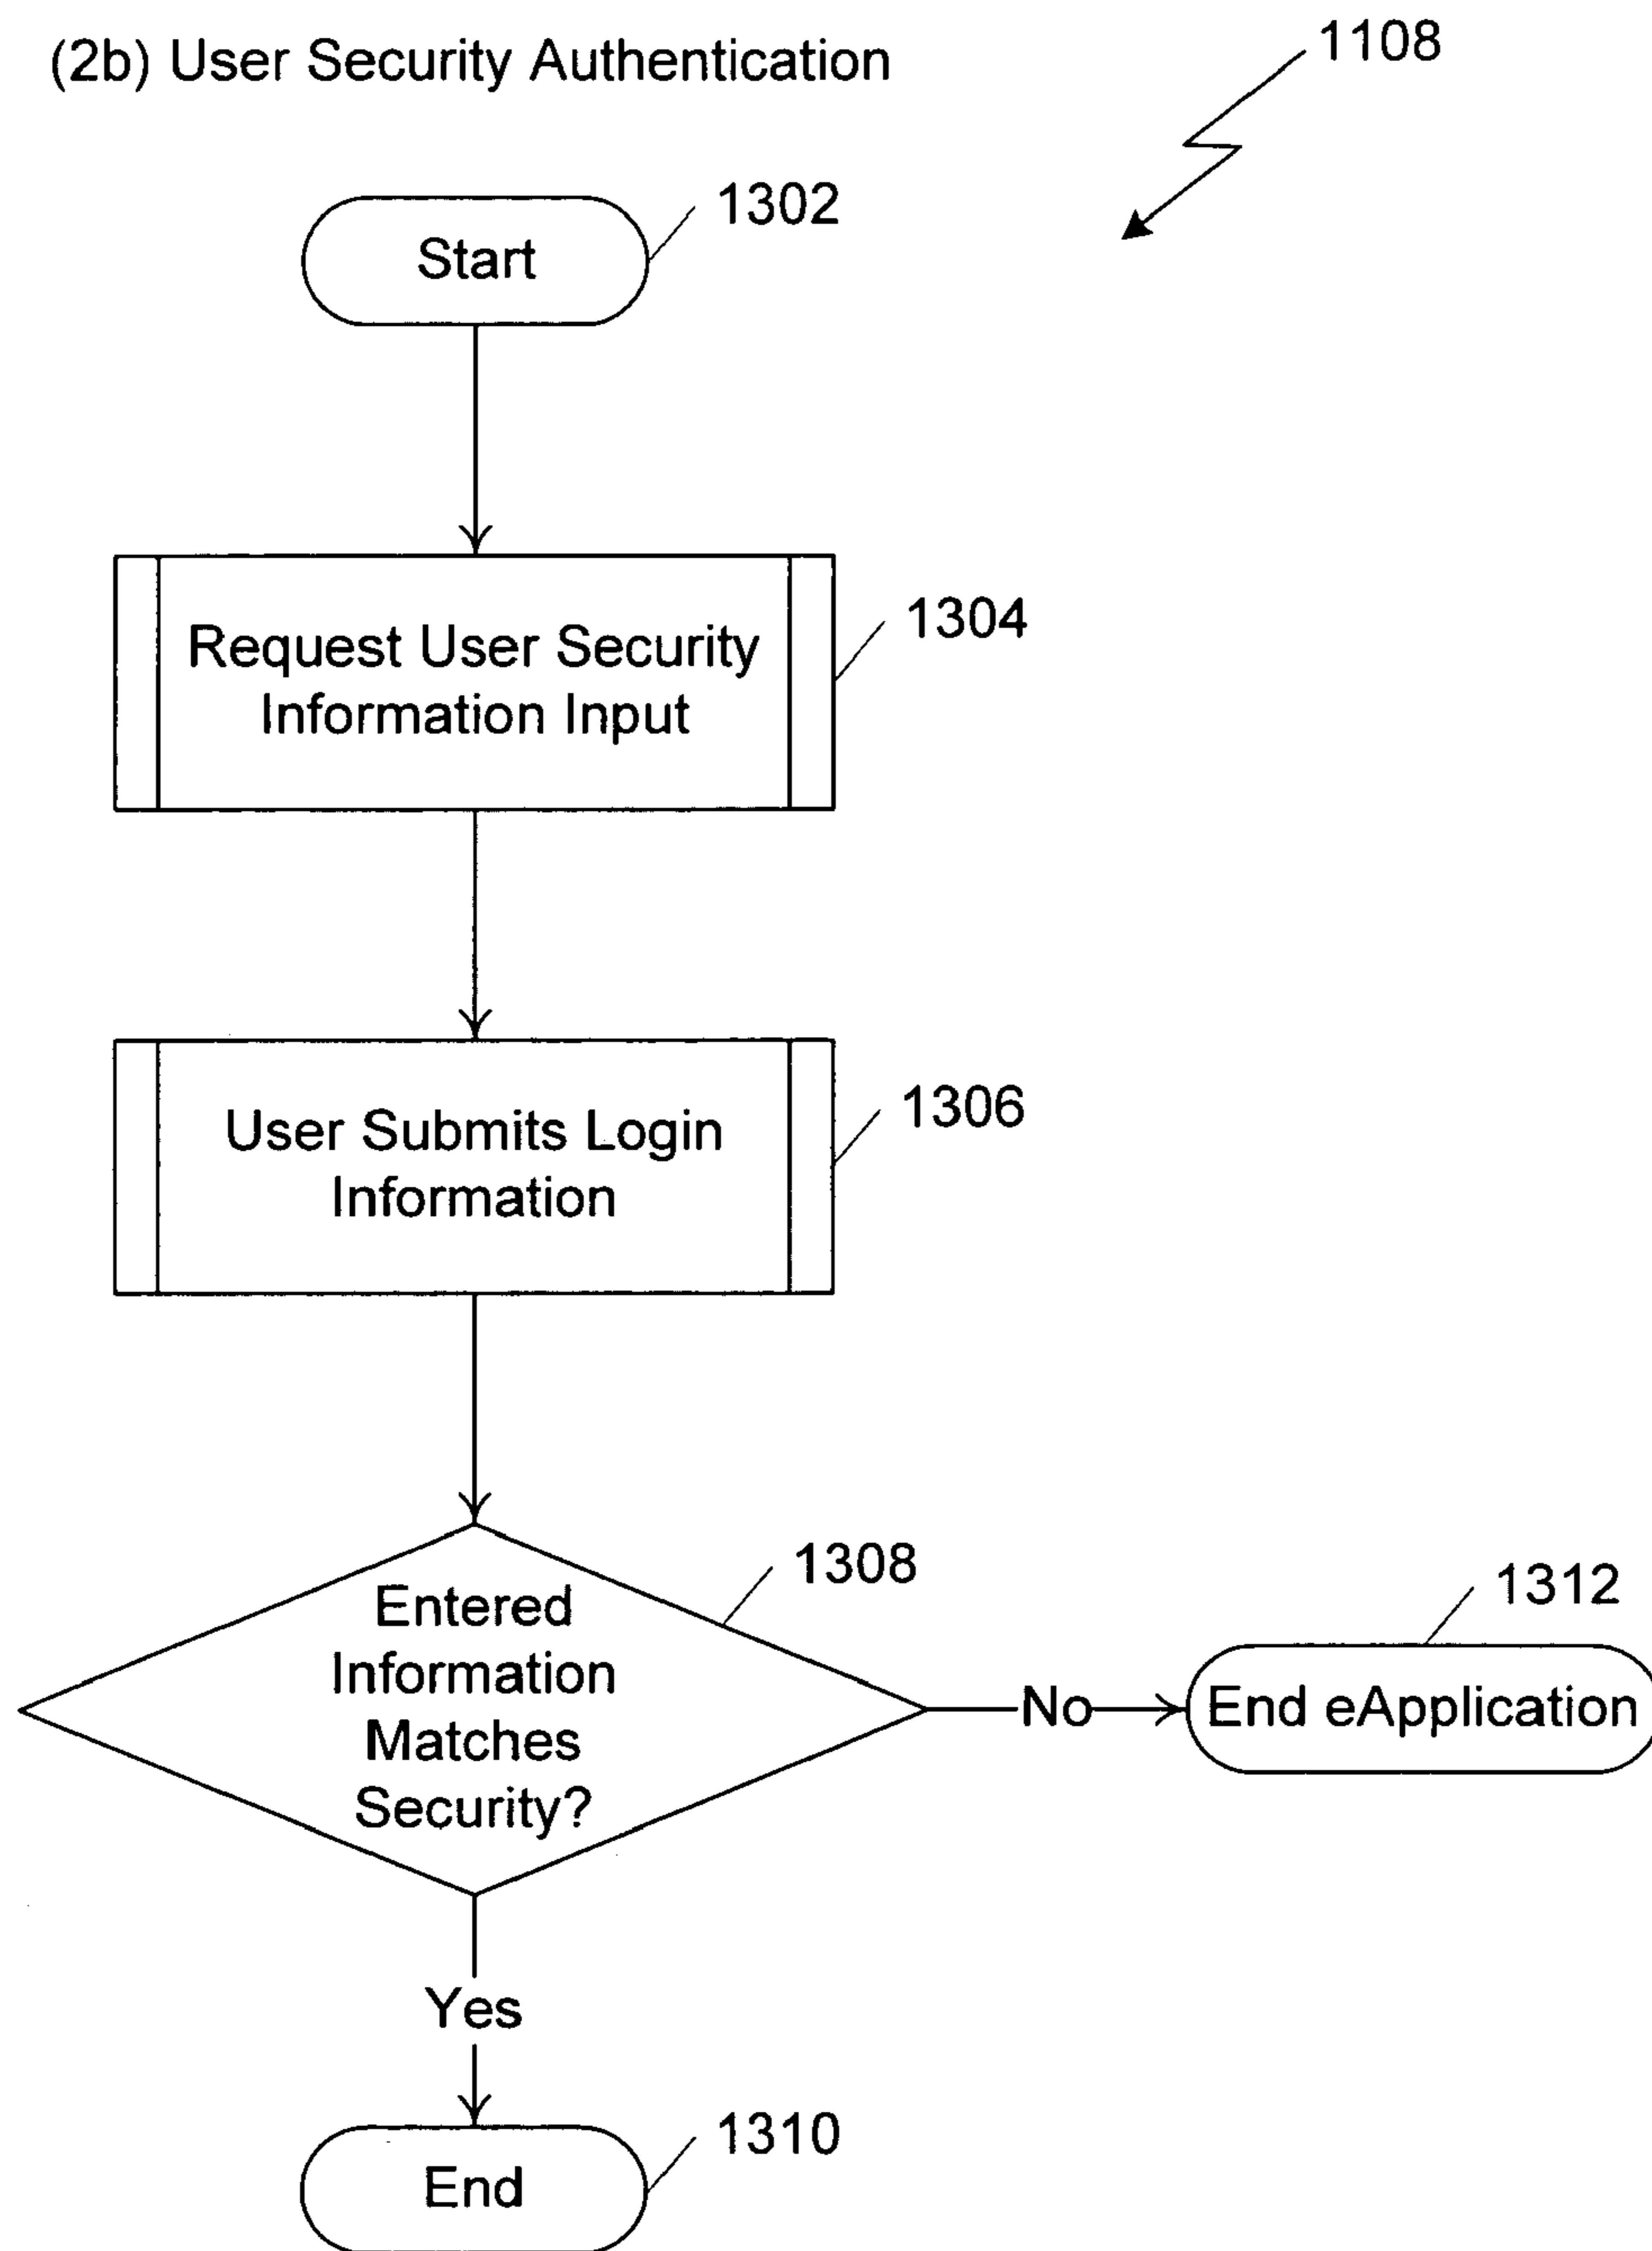 (2b) User Security Authentication
1108
1302
Start
1304
Request User Security
Information Input
1306
User Submits Login
Information
1308
Entered
Information
Matches
Security?
1312
No
End eApplication
Yes
1310
End